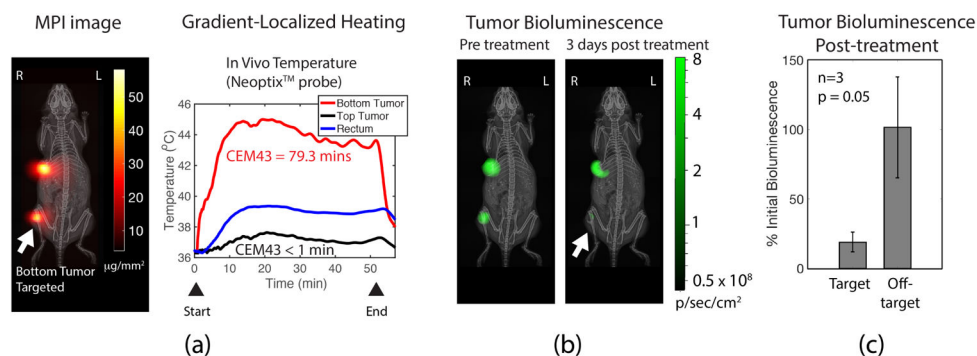 MPI image
R
L
50
40
30
20
10
μg/mm²
Bottom Tumor
Targeted
Gradient-Localized Heating
In Vivo Temperature
(Neoptix™ probe)
Bottom Tumor
Top Tumor
Rectum
CEM43 = 79.3 mins
CEM43 < 1 min
Temperature (°C)
46
44
42
40
38
36
0
10
20
30
40
50
Time (min)
Start
End
(a)
Tumor Bioluminescence
Pre treatment
3 days post treatment
R
L
R
L
8
4
2
1
0.5 x 10⁸
p/sec/cm²
(b)
Tumor Bioluminescence
Post-treatment
n=3
p = 0.05
% Initial Bioluminescence
150
100
50
0
Target
Off-
target
(c)